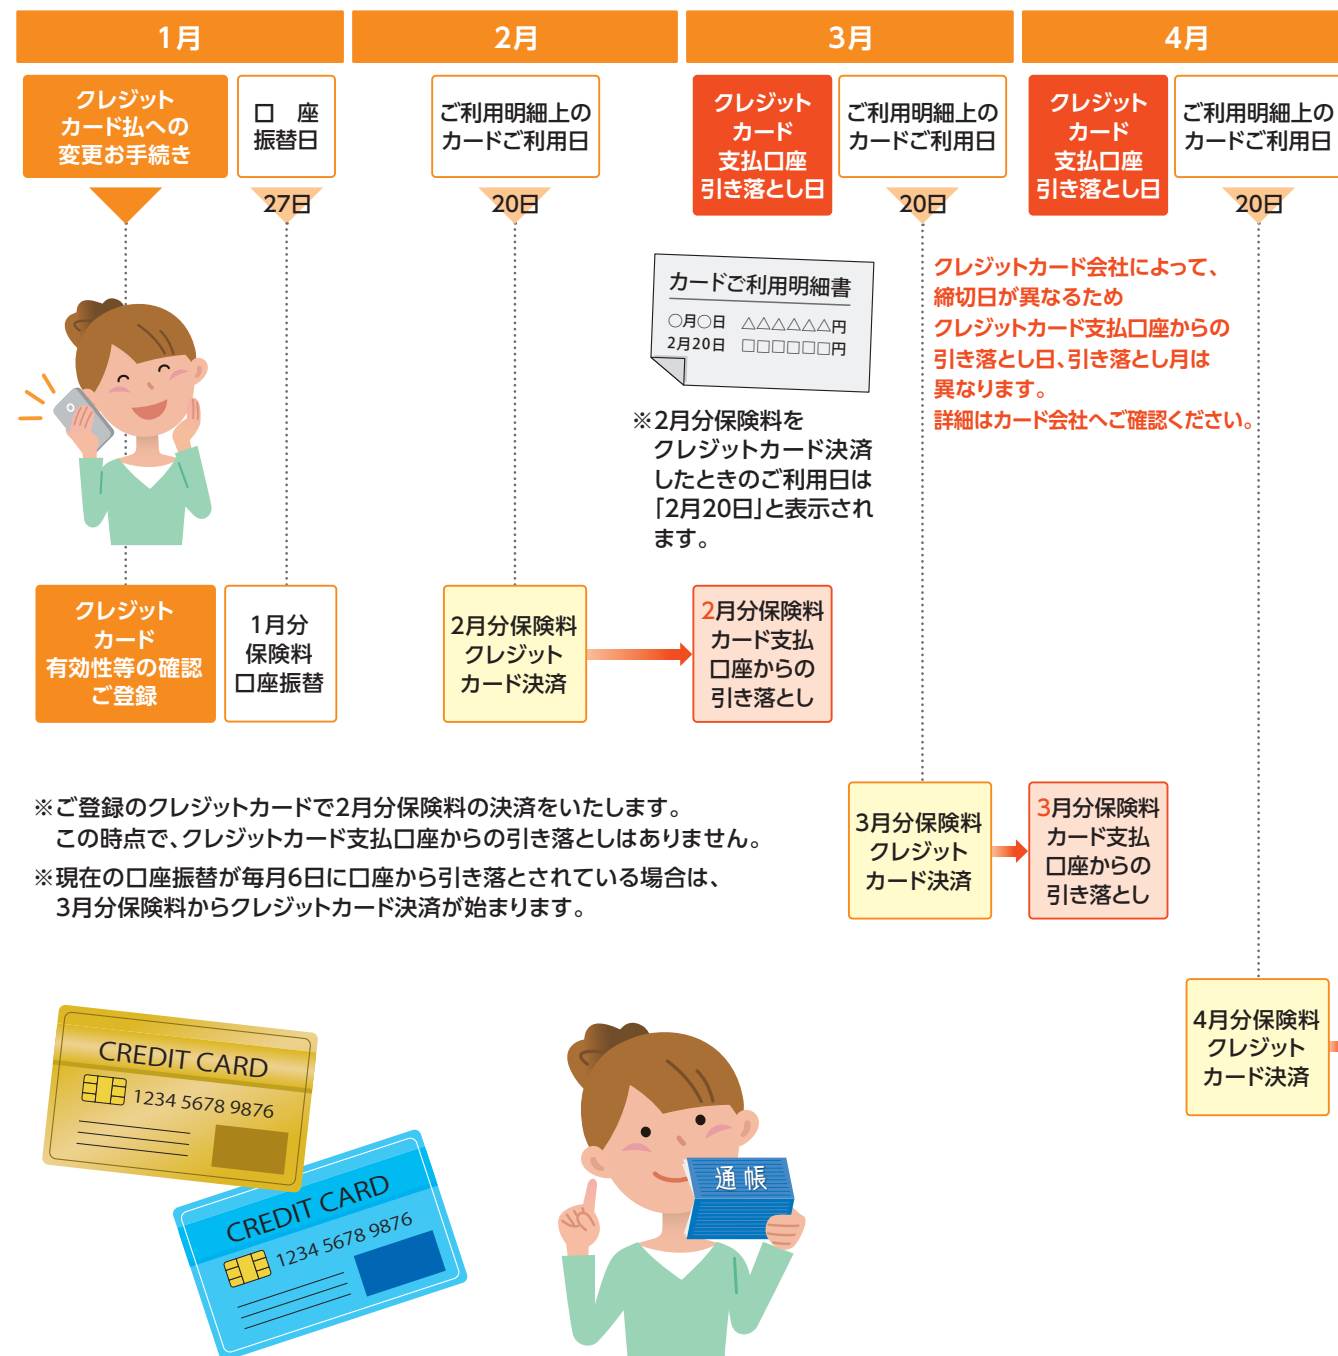 1月
2月
3月
4月
クレジット
カード払への
変更お手続き
口　座
振替日
ご利用明細上の
カードご利用日
クレジット
カード
支払口座
引き落とし日
ご利用明細上の
カードご利用日
クレジット
カード
支払口座
引き落とし日
ご利用明細上の
カードご利用日
27日
20日
20日
20日
カードご利用明細書
○月○日 △△△△△△円
2月20日 □□□□□□円
クレジットカード会社によって、
締切日が異なるため
クレジットカード支払口座からの
引き落とし日、引き落とし月は
異なります。
詳細はカード会社へご確認ください。
※2月分保険料を
クレジットカード決済
したときのご利用日は
「2月20日」と表示され
ます。
クレジット
カード
有効性等の確認
ご登録
1月分
保険料
口座振替
2月分保険料
クレジット
カード決済
2月分保険料
カード支払
口座からの
引き落とし
※ご登録のクレジットカードで2月分保険料の決済をいたします。
この時点で、クレジットカード支払口座からの引き落としはありません。
※現在の口座振替が毎月6日に口座から引き落とされている場合は、
3月分保険料からクレジットカード決済が始まります。
3月分保険料
クレジット
カード決済
3月分保険料
カード支払
口座からの
引き落とし
4月分保険料
クレジット
カード決済
CREDIT CARD
1234 5678 9876
CREDIT CARD
1234 5678 9876
通帳